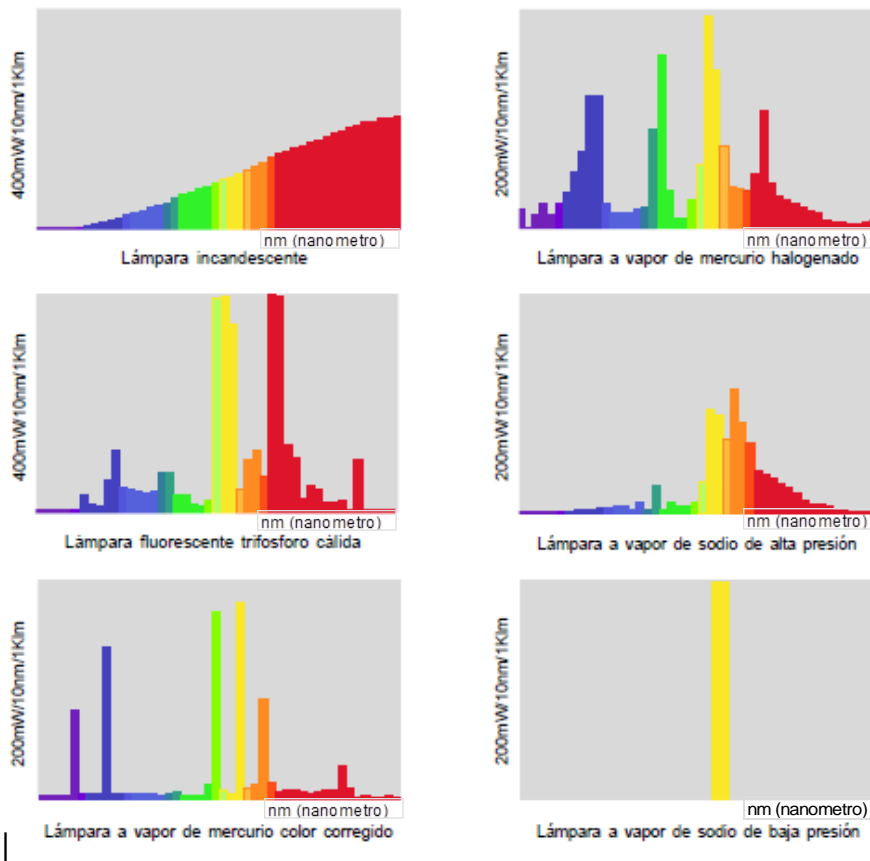 400mW/10nm/1Klm
nm (nanometro)
Lámpara incandescente
200mW/10nm/1Klm
nm (nanometro)
Lámpara a vapor de mercurio halogenado
400mW/10nm/1Klm
nm (nanometro)
Lámpara fluorescente trifosforo cálida
200mW/10nm/1Klm
nm (nanometro)
Lámpara a vapor de sodio de alta presión
200mW/10nm/1Klm
nm (nanometro)
Lámpara a vapor de mercurio color corregido
200mW/10nm/1Klm
nm (nanometro)
Lámpara a vapor de sodio de baja presión